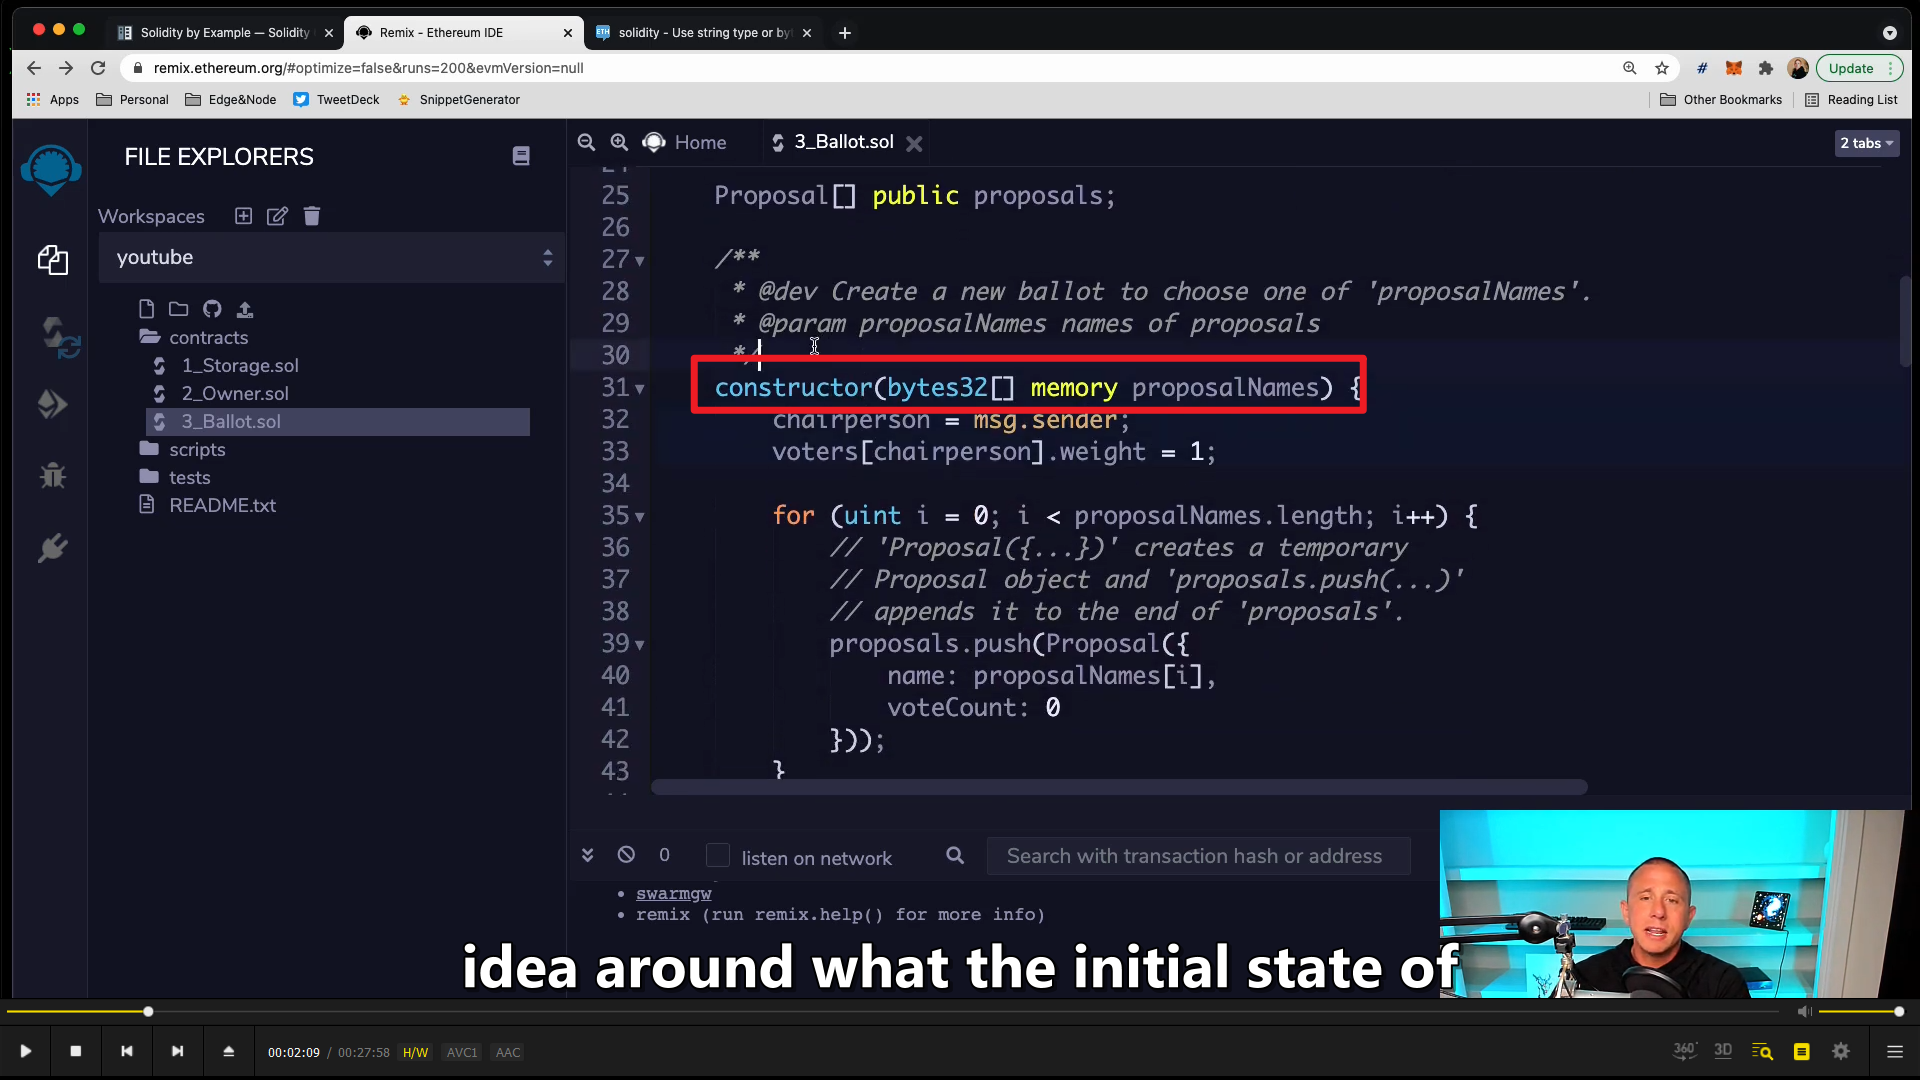 Solidity by Example — Solidity
Remix - Ethereum IDE
solidity - Use string type or by
remix.ethereum.org/#optimize=false&runs=200&evmVersion=null
Update
Apps
Personal
Edge&Node
TweetDeck
SnippetGenerator
Other Bookmarks
Reading List
FILE EXPLORERS
Workspaces
youtube
contracts
1_Storage.sol
2_Owner.sol
3_Ballot.sol
scripts
tests
README.txt
Home
3_Ballot.sol
2 tabs
25 Proposal[] public proposals;
26
27 /**
28 * @dev Create a new ballot to choose one of 'proposalNames'.
29 * @param proposalNames names of proposals
30 */
31 constructor(bytes32[] memory proposalNames) {
32 chairperson = msg.sender;
33 voters[chairperson].weight = 1;
34
35 for (uint i = 0; i < proposalNames.length; i++) {
36 // 'Proposal({...})' creates a temporary
37 // Proposal object and 'proposals.push(...)'
38 // appends it to the end of 'proposals'.
39 proposals.push(Proposal({
40 name: proposalNames[i],
41 voteCount: 0
42 }));
43 }
0
listen on network
Search with transaction hash or address
• swarmgw
• remix (run remix.help() for more info)
idea around what the initial state of
00:02:09 / 00:27:58 H/W AVC1 AAC
360°
3D